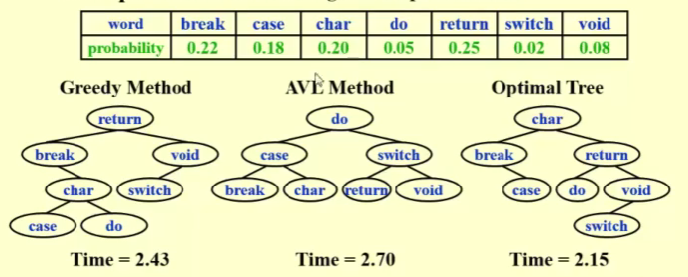 word break case char do return switch void
probability 0.22 0.18 0.20 0.05 0.25 0.02 0.08
Greedy Method AVL Method Optimal Tree
return do char
break void case switch break return
char switch break char return void case do void
case do switch
Time = 2.43 Time = 2.70 Time = 2.15